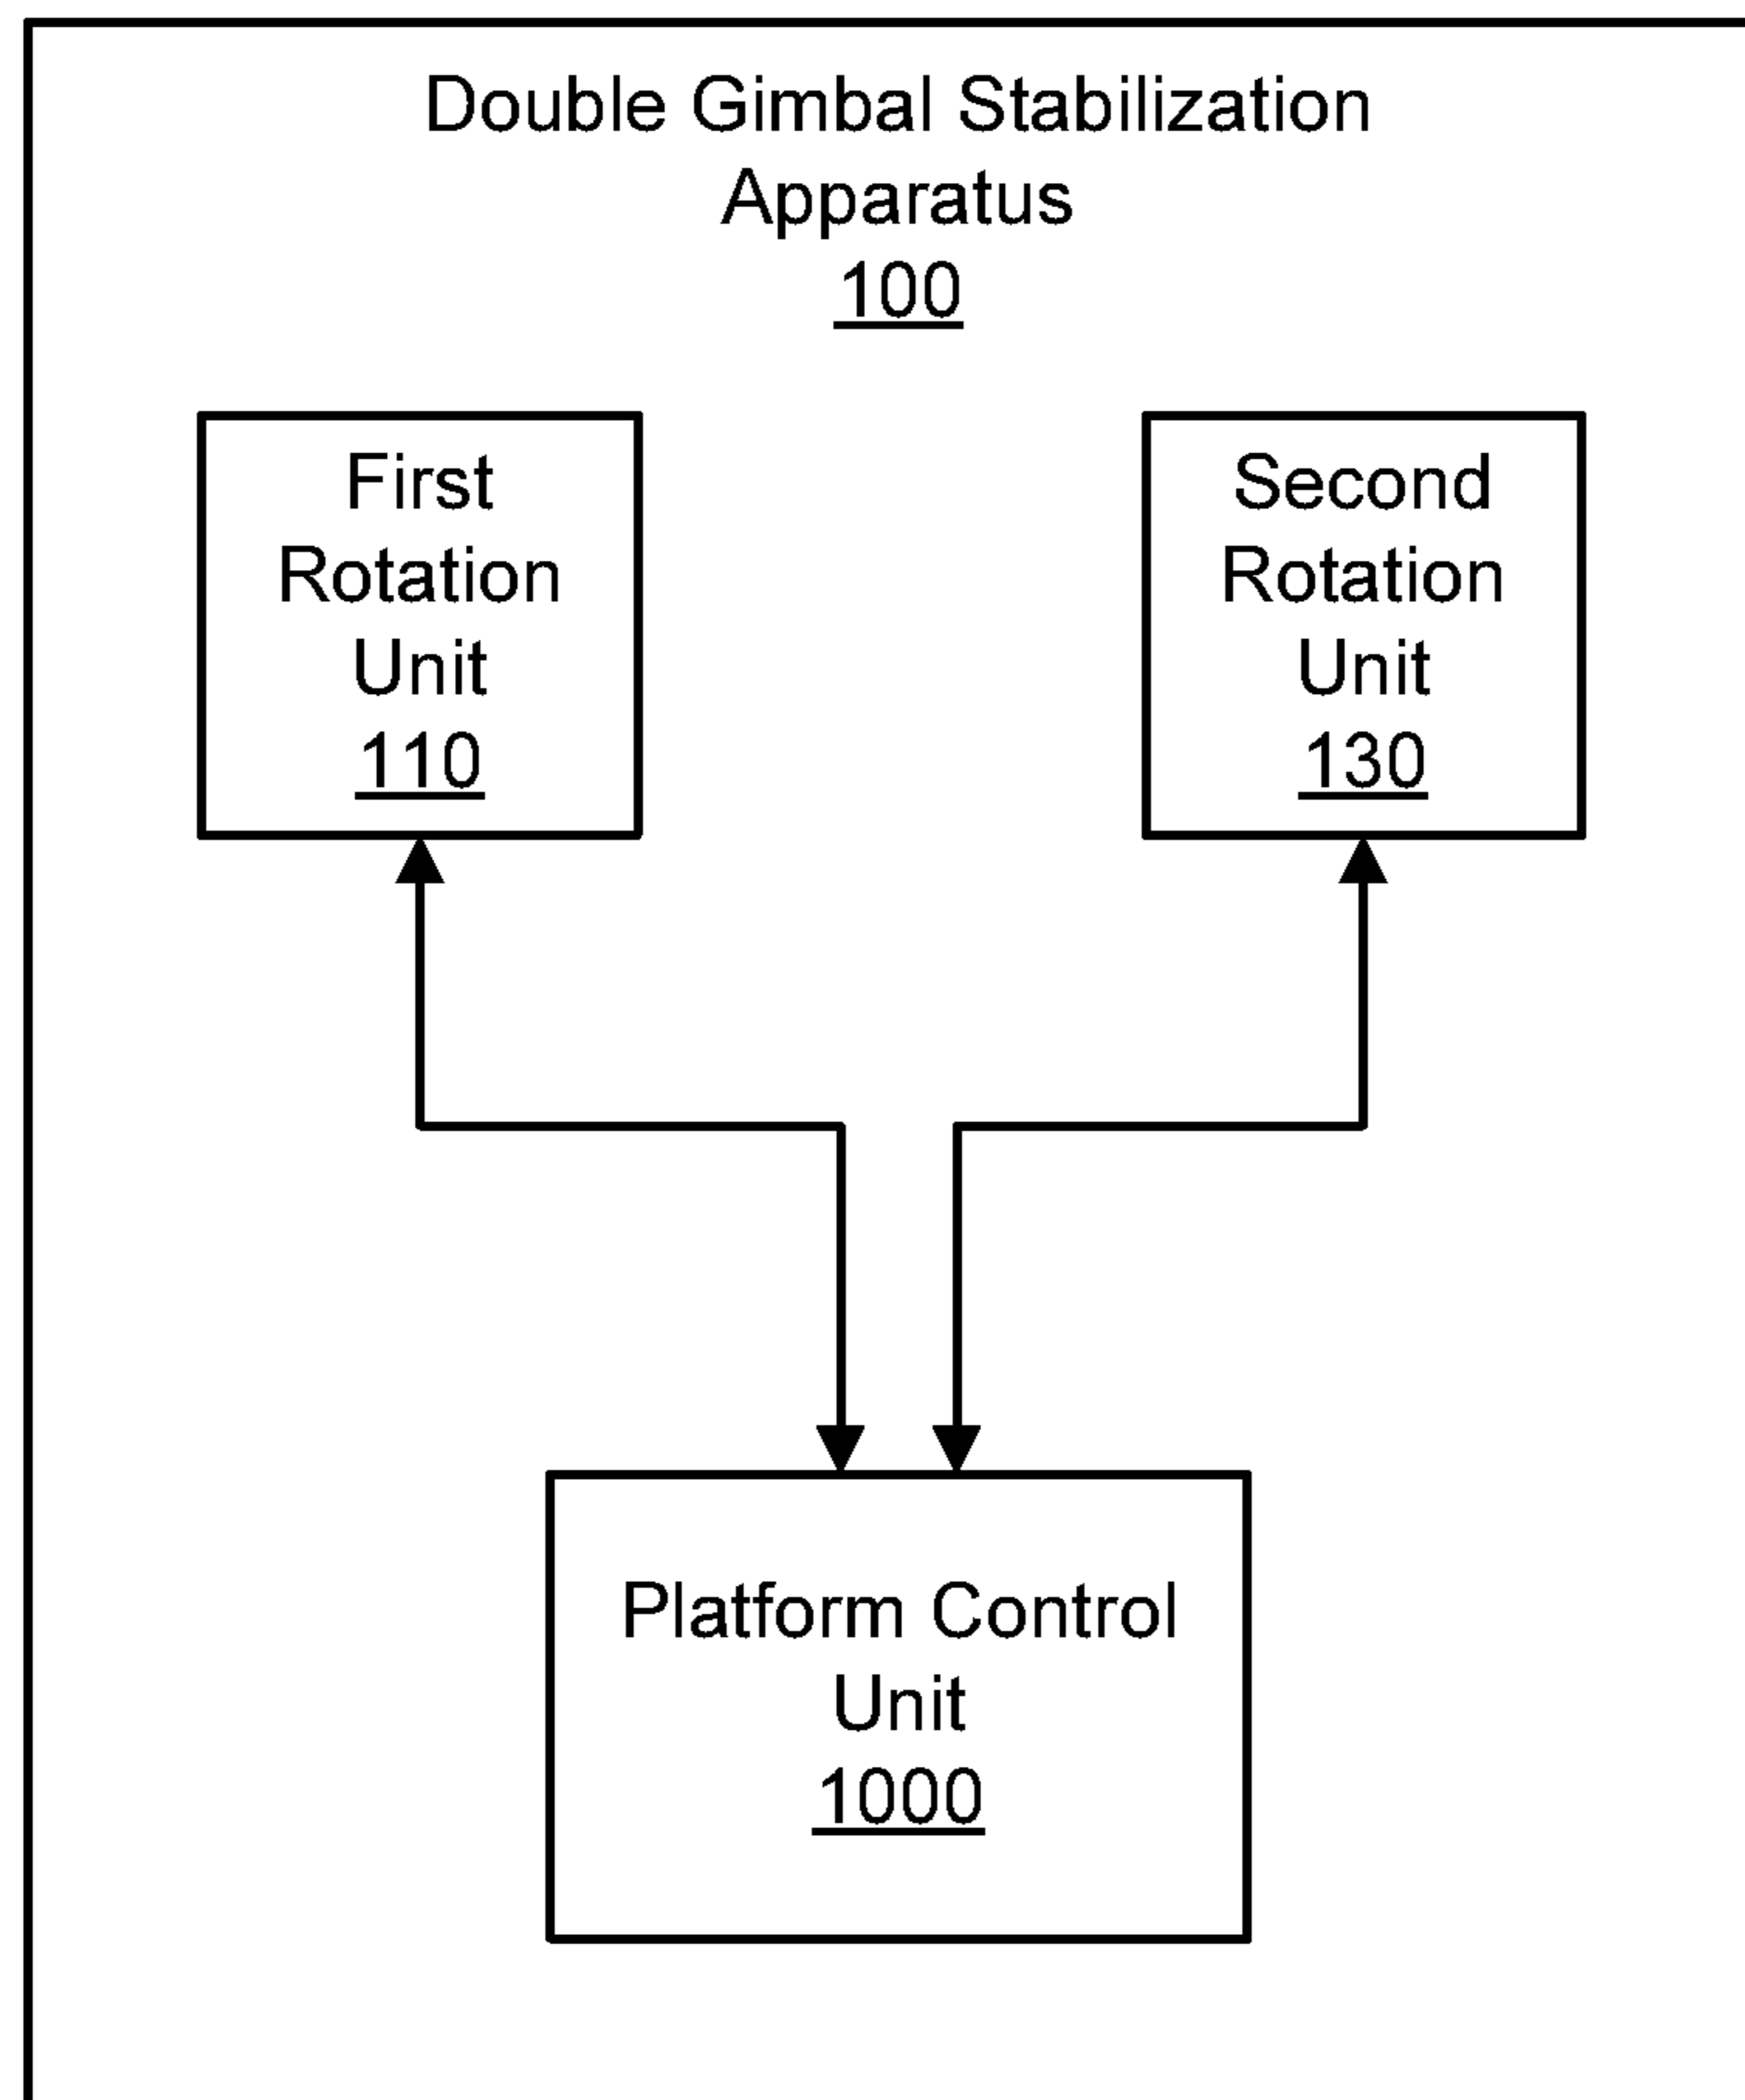 Double Gimbal Stabilization
Apparatus
100
First
Rotation
Unit
110
Second
Rotation
Unit
130
Platform Control
Unit
1000